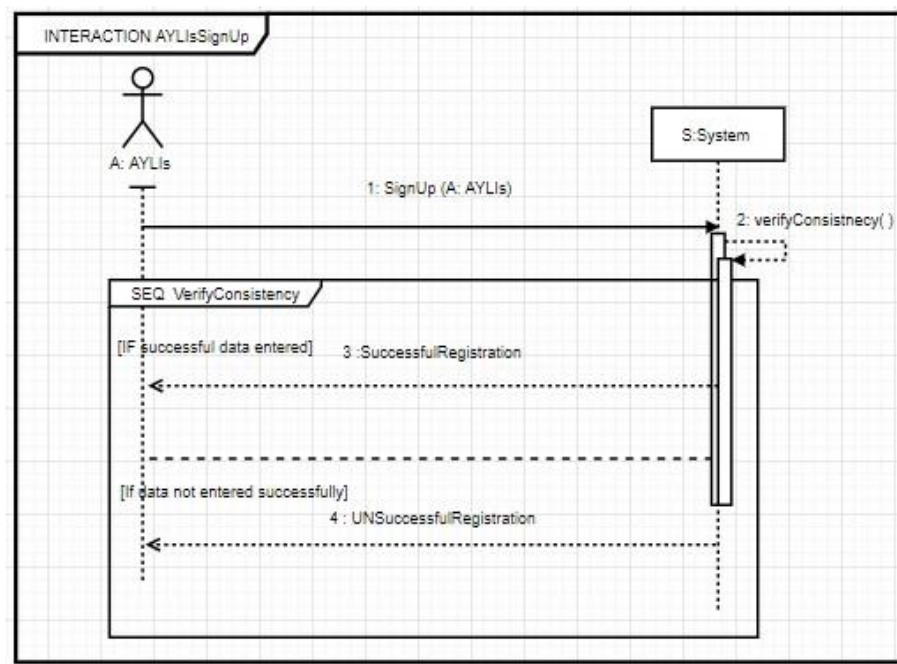 INTERACTION AYLIsSignUp
A: AYLIs
S:System
1: SignUp (A: AYLIs)
2: verifyConsistnecy( )
SEQ VerifyConsistency
[IF successful data entered]
3 :SuccessfulRegistration
[If data not entered successfully]
4 : UNSuccessfulRegistration